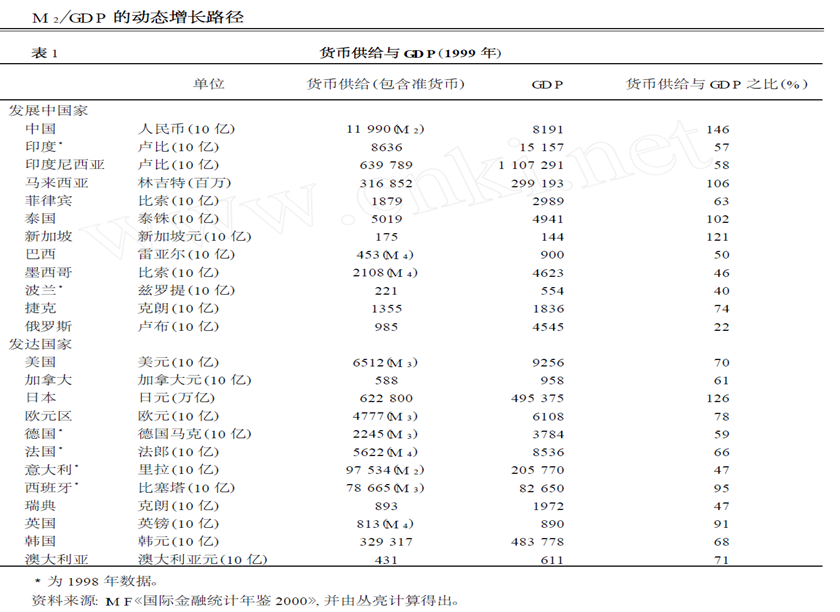 M 2/GDP 的动态增长路径
表 1 货币供给与 GDP (1999 年)
单位 货币供给(包含准货币) GDP 货币供给与 GDP 之比(%)
发展中国家
中国 人民币(10 亿) 11 990(M 2) 8191 146
印度* 卢比(10 亿) 8636 15 157 57
印度尼西亚 卢比(10 亿) 639 789 1 107 291 58
马来西亚 林吉特(百万) 316 852 299 193 106
菲律宾 比索(10 亿) 1879 2989 63
泰国 泰铢(10 亿) 5019 4941 102
新加坡 新加坡元(10 亿) 175 144 121
巴西 雷亚尔(10 亿) 453(M 4) 900 50
墨西哥 比索(10 亿) 2108(M 4) 4623 46
波兰* 兹罗提(10 亿) 221 554 40
捷克 克朗(10 亿) 1355 1836 74
俄罗斯 卢布(10 亿) 985 4545 22
发达国家
美国 美元(10 亿) 6512(M 3) 9256 70
加拿大 加拿大元(10 亿) 588 958 61
日本 日元(万亿) 622 800 495 375 126
欧元区 欧元(10 亿) 4777(M 3) 6108 78
德国* 德国马克(10 亿) 2245(M 3) 3784 59
法国* 法郎(10 亿) 5622(M 4) 8536 66
意大利* 里拉(10 亿) 97 534(M 2) 205 770 47
西班牙* 比塞塔(10 亿) 78 665(M 3) 82 650 95
瑞典 克朗(10 亿) 893 1972 47
英国 英镑(10 亿) 813(M 4) 890 91
韩国 韩元(10 亿) 329 317 483 778 68
澳大利亚 澳大利亚元(10 亿) 431 611 71
* 为 1998 年数据。
资料来源: M F《国际金融统计年鉴 2000》, 并由丛亮计算得出。
www.cnki.net